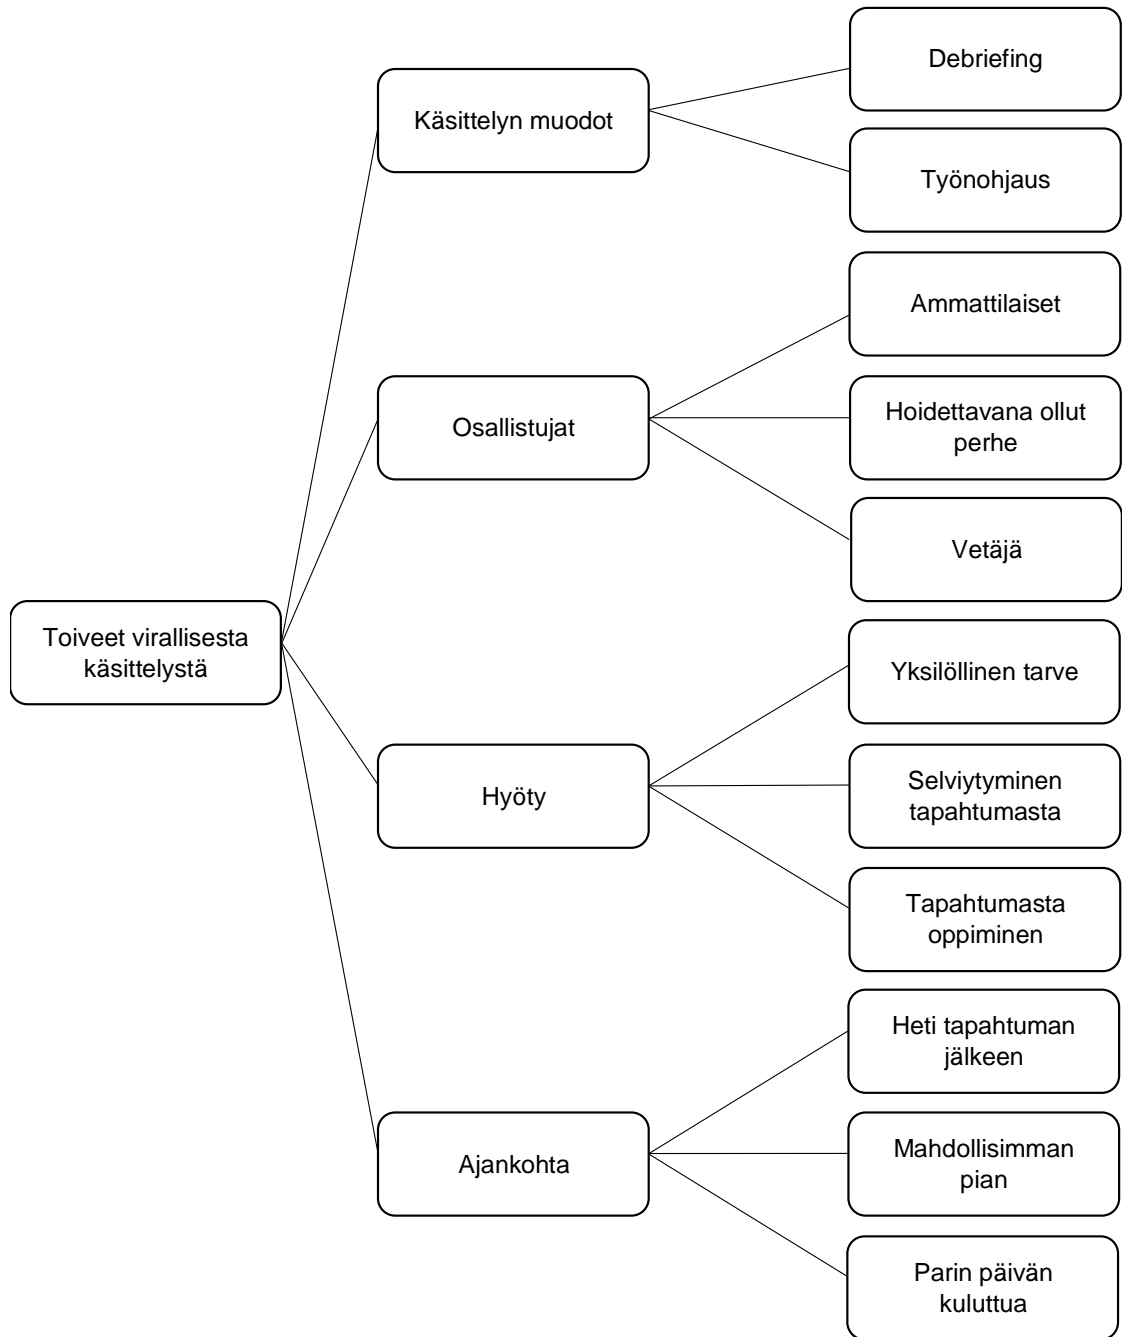 Toiveet virallisesta
käsittelystä
Käsittelyn muodot
Debriefing
Työnohjaus
Osallistujat
Ammattilaiset
Hoidettavana ollut
perhe
Vetäjä
Hyöty
Yksilöllinen tarve
Selviytyminen
tapahtumasta
Tapahtumasta
oppiminen
Ajankohta
Heti tapahtuman
jälkeen
Mahdollisimman
pian
Parin päivän
kuluttua